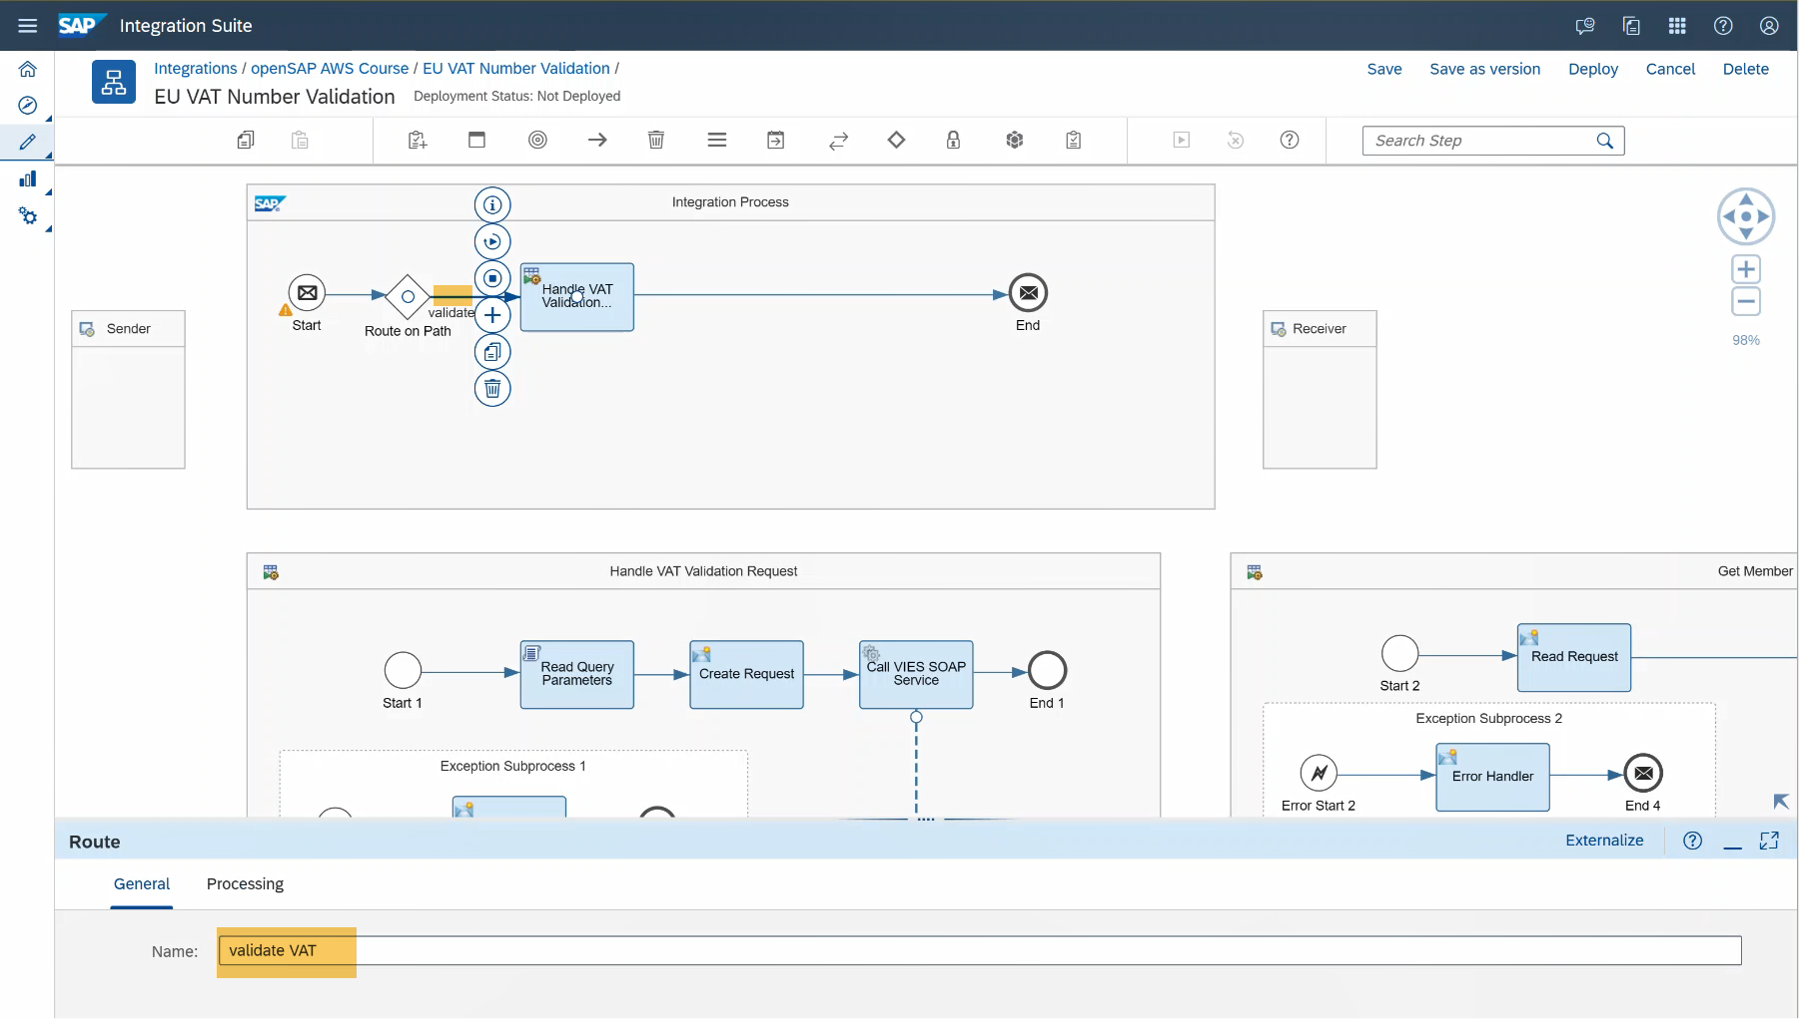 SAP Integration Suite
Integrations / openSAP AWS Course / EU VAT Number Validation /
EU VAT Number Validation Deployment Status: Not Deployed
Save Save as version Deploy Cancel Delete
Search Step
SAP Integration Process
Start
Route on Path
validate
Handle VAT
Validation...
End
Sender
Receiver
98%
Handle VAT Validation Request
Start 1
Read Query
Parameters
Create Request
Call VIES SOAP
Service
End 1
Exception Subprocess 1
Get Member
Start 2
Read Request
Exception Subprocess 2
Error Start 2
Error Handler
End 4
Route
Externalize
General Processing
Name: validate VAT